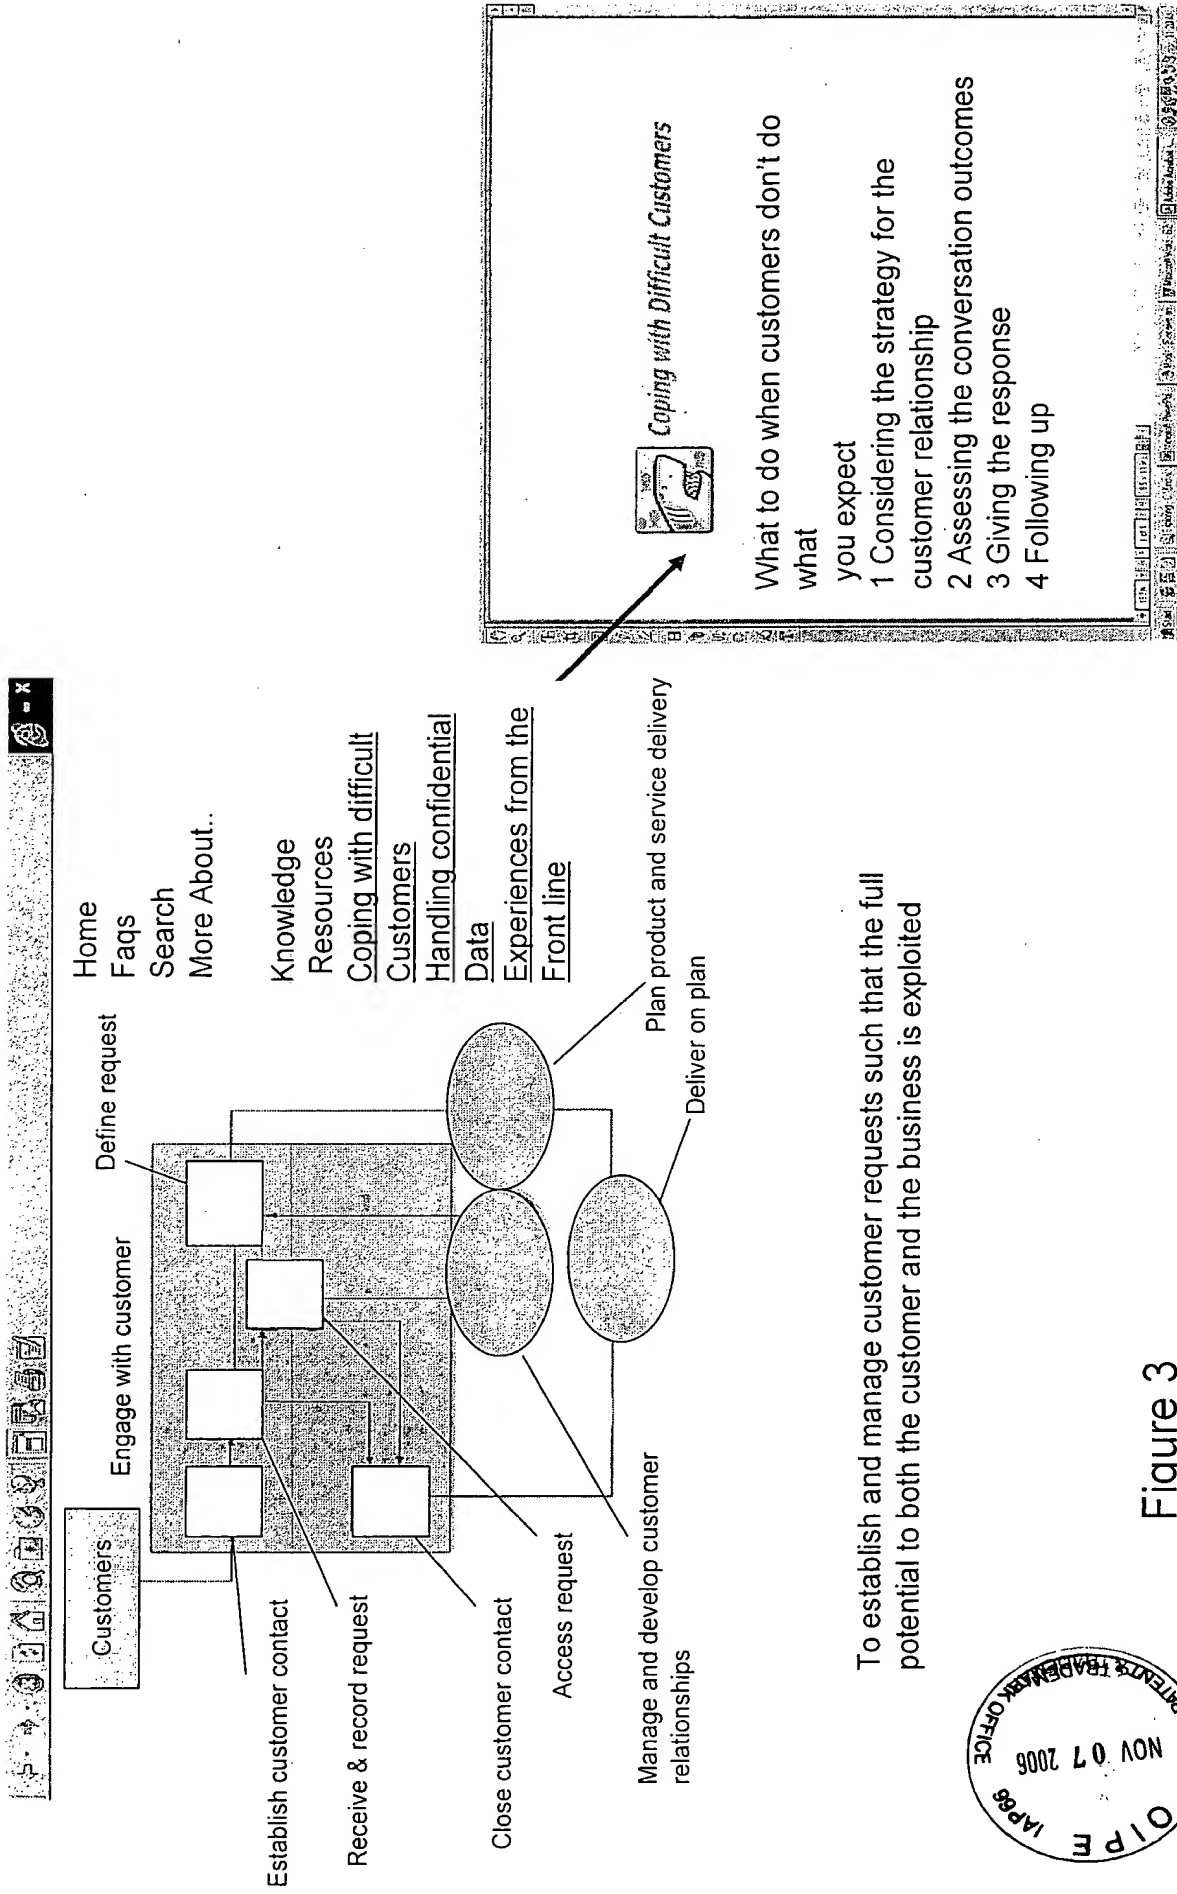 Customers
Engage with customer
Define request
Establish customer contact
Receive & record request
Close customer contact
Access request
Manage and develop customer
relationships
Plan product and service delivery
Deliver on plan
Home
Faqs
Search
More About..
Knowledge
Resources
Coping with difficult
Customers
Handling confidential
Data
Experiences from the
Front line
Coping with Difficult Customers
What to do when customers don't do
what
you expect
1 Considering the strategy for the
customer relationship
2 Assessing the conversation outcomes
3 Giving the response
4 Following up
To establish and manage customer requests such that the full
potential to both the customer and the business is exploited
Figure 3
OIPE
IAP66
NOV 07 2006
OFFICE